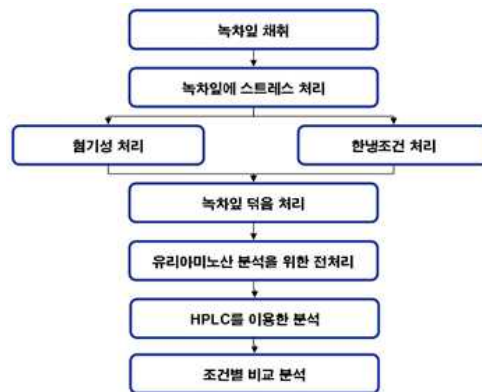 녹차잎 채취
녹차잎에 스트레스 처리
혐기성 처리
한냉조건 처리
녹차잎 덖음 처리
유리아미노산 분석을 위한 전처리
HPLC를 이용한 분석
조건별 비교 분석